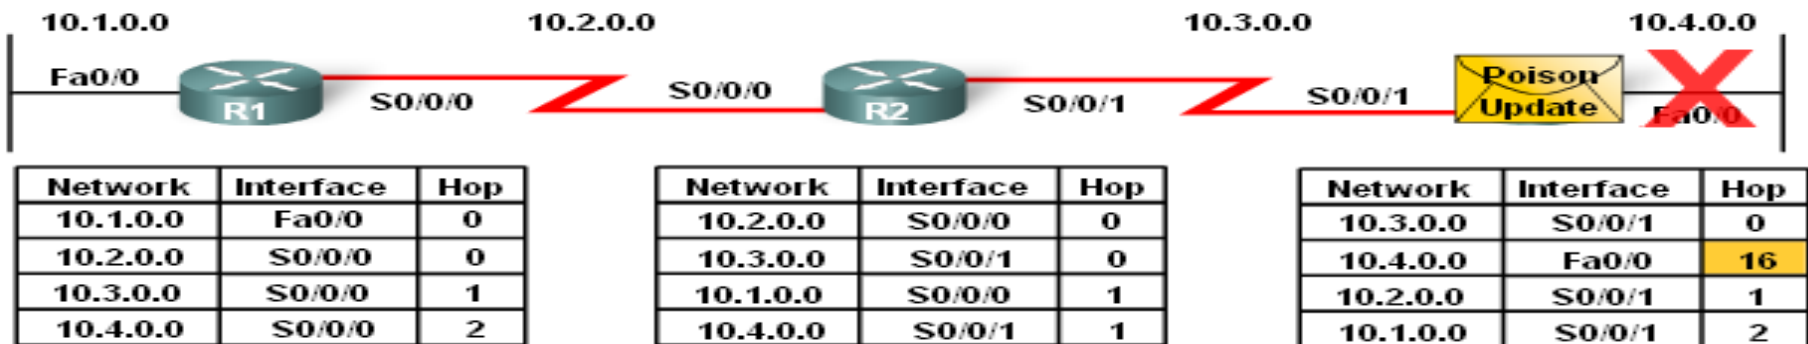 10.1.0.0 10.2.0.0 10.3.0.0 10.4.0.0
Fa0/0 R1 S0/0/0 S0/0/0 R2 S0/0/1 S0/0/1 Poison Update Fa0/0
Network Interface Hop
10.1.0.0 Fa0/0 0
10.2.0.0 S0/0/0 0
10.3.0.0 S0/0/0 1
10.4.0.0 S0/0/0 2
Network Interface Hop
10.2.0.0 S0/0/0 0
10.3.0.0 S0/0/1 0
10.1.0.0 S0/0/0 1
10.4.0.0 S0/0/1 1
Network Interface Hop
10.3.0.0 S0/0/1 0
10.4.0.0 Fa0/0 16
10.2.0.0 S0/0/1 1
10.1.0.0 S0/0/1 2